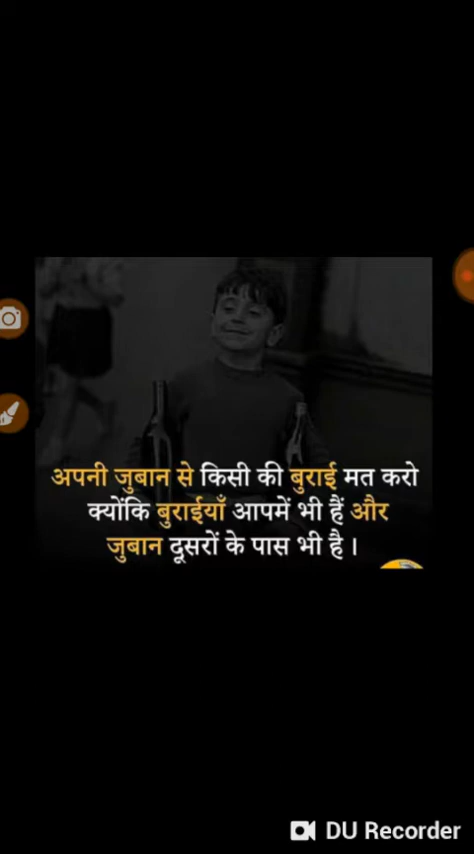 अपनी जुबान से किसी की बुराई मत करो
क्योंकि बुराईयाँ आपमें भी हैं और
जुबान दूसरों के पास भी है।
DU Recorder